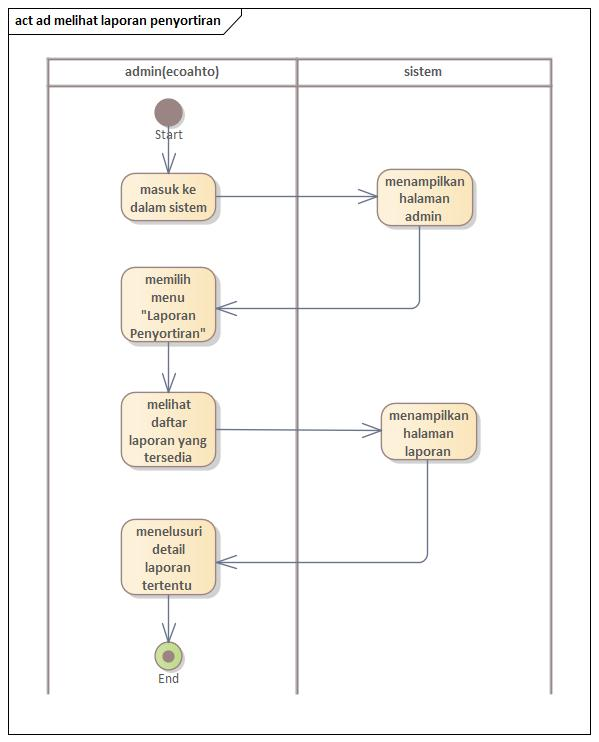 act ad melihat laporan penyortiran
admin(ecoahto)
sistem
Start
masuk ke
dalam sistem
menampilkan
halaman
admin
memilih
menu
"Laporan
Penyortiran"
melihat
daftar
laporan yang
tersedia
menampilkan
halaman
laporan
menelusuri
detail
laporan
tertentu
End